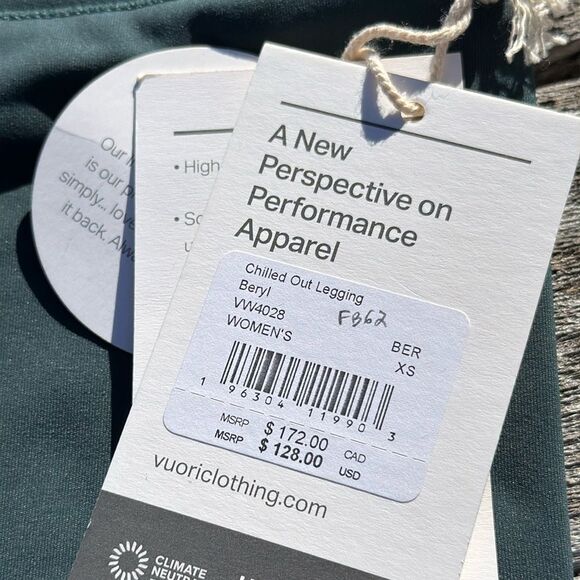 Our
is our
simply... love
it back.
• High
•
A New
Perspective on
Performance
Apparel
Chilled Out Legging
Beryl
VW4028
WOMEN'S
FB62
BER
XS
1 96304 11990 3
MSRP $ 172.00 CAD
MSRP $ 128.00 USD
vuoriclothing.com
CLIMATE